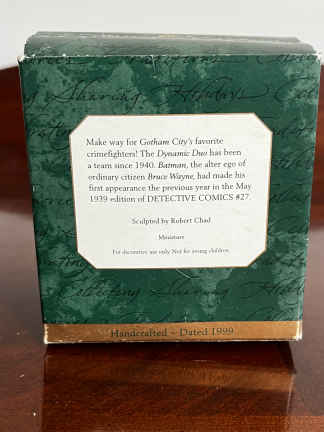 Make way for Gotham City's favorite
crimefighters! The Dynamic Duo has been
a team since 1940. Batman, the alter ego of
ordinary citizen Bruce Wayne, had made his
first appearance the previous year in the May
1939 edition of DETECTIVE COMICS #27.
Sculpted by Robert Chad
Miniature
For decorative use only. Not for young children.
Handcrafted ~ Dated 1999